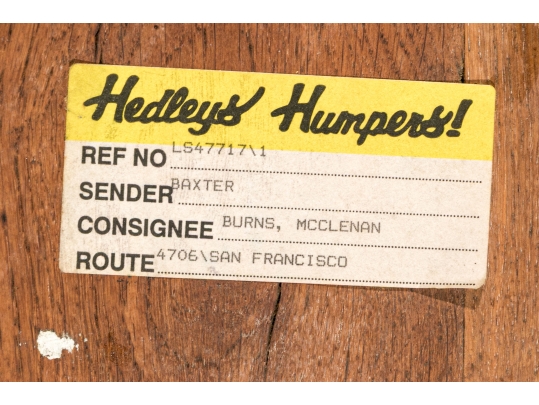 Hedleys Humpers!
REF NO LS47717\1
SENDER BAXTER
CONSIGNEE BURNS, MCCLENAN
ROUTE 4706\SAN FRANCISCO